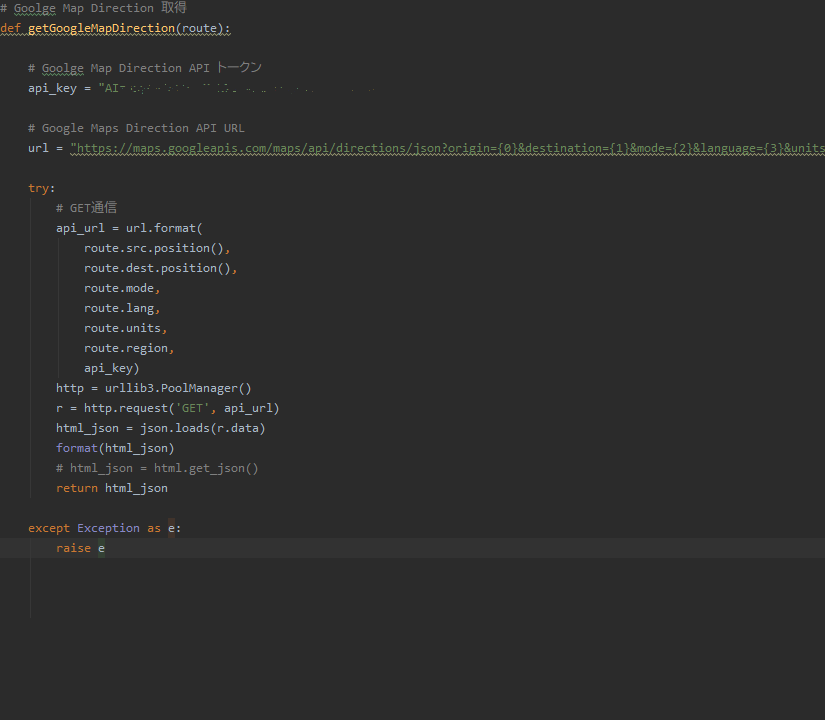 # Goolge Map Direction 取得
def getGoogleMapDirection(route):
# Goolge Map Direction API トークン
api_key = "AI
# Google Maps Direction API URL
url = "https://maps.googleapis.com/maps/api/directions/json?origin={0}&destination={1}&mode={2}&language={3}&units
try:
# GET通信
api_url = url.format(
route.src.position(),
route.dest.position(),
route.mode,
route.lang,
route.units,
route.region,
api_key)
http = urllib3.PoolManager()
r = http.request('GET', api_url)
html_json = json.loads(r.data)
format(html_json)
# html_json = html.get_json()
return html_json
except Exception as e:
raise e